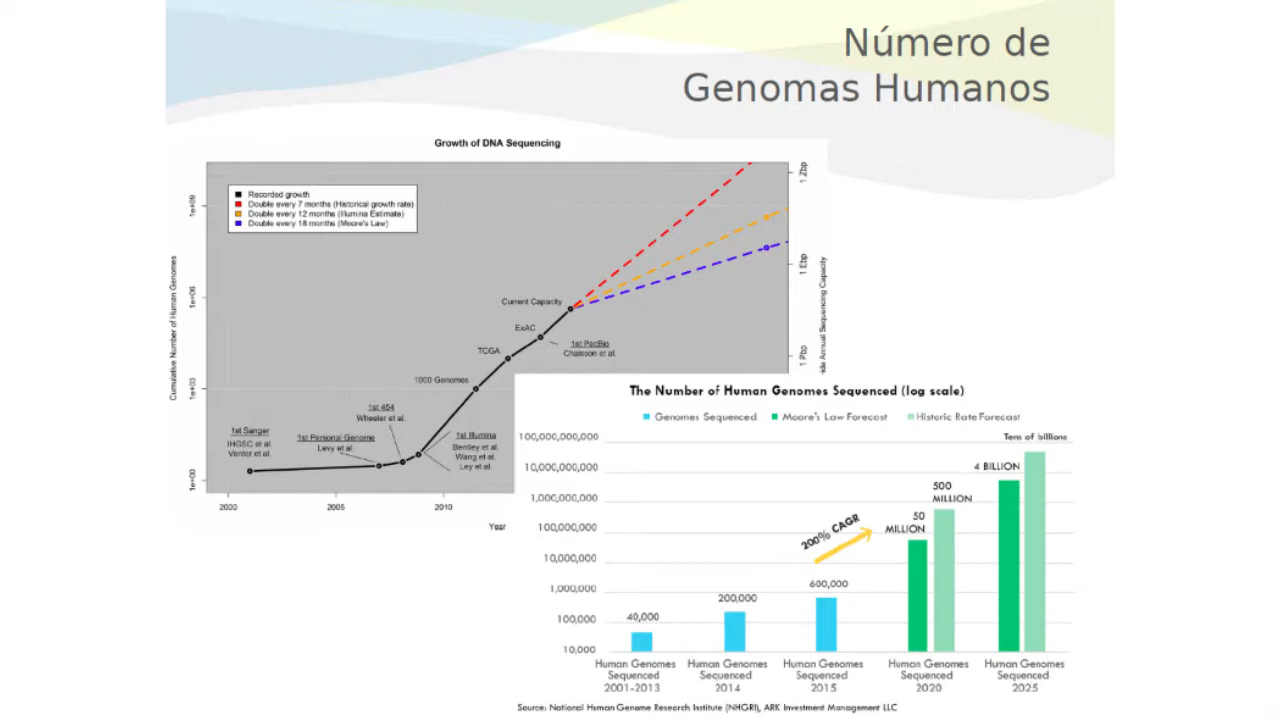 Número de
Genomas Humanos
Growth of DNA Sequencing
Recorded growth
Double every 7 months (Historical growth rate)
Double every 12 months (Illumina Estimate)
Double every 18 months (Moore's Law)
Cumulative Number of Human Genomes
1e+09
1e+06
1e+03
1e+00
1 Zbp
1 Ebp
1 Pbp
ide Annual Sequencing Capacity
Current Capacity
ExAC
1st PacBio
Chaisson et al.
TCGA
1000 Genomes
1st 454
Wheeler et al.
1st Sanger
IHGSC et al.
Venter et al.
1st Personal Genome
Levy et al.
1st Illumina
Bentley et al.
Wang et al.
Ley et al.
2000
2005
2010
Year
The Number of Human Genomes Sequenced (log scale)
Genomes Sequenced
Moore's Law Forecast
Historic Rate Forecast
100,000,000,000
10,000,000,000
1,000,000,000
100,000,000
10,000,000
1,000,000
100,000
10,000
40,000
200,000
600,000
200% CAGR
50
MILLION
500
MILLION
4 BILLION
Tens of billions
Human Genomes
Sequenced
2001-2013
Human Genomes
Sequenced
2014
Human Genomes
Sequenced
2015
Human Genomes
Sequenced
2020
Human Genomes
Sequenced
2025
Source: National Human Genome Research Institute (NHGRI), ARK Investment Management LLC